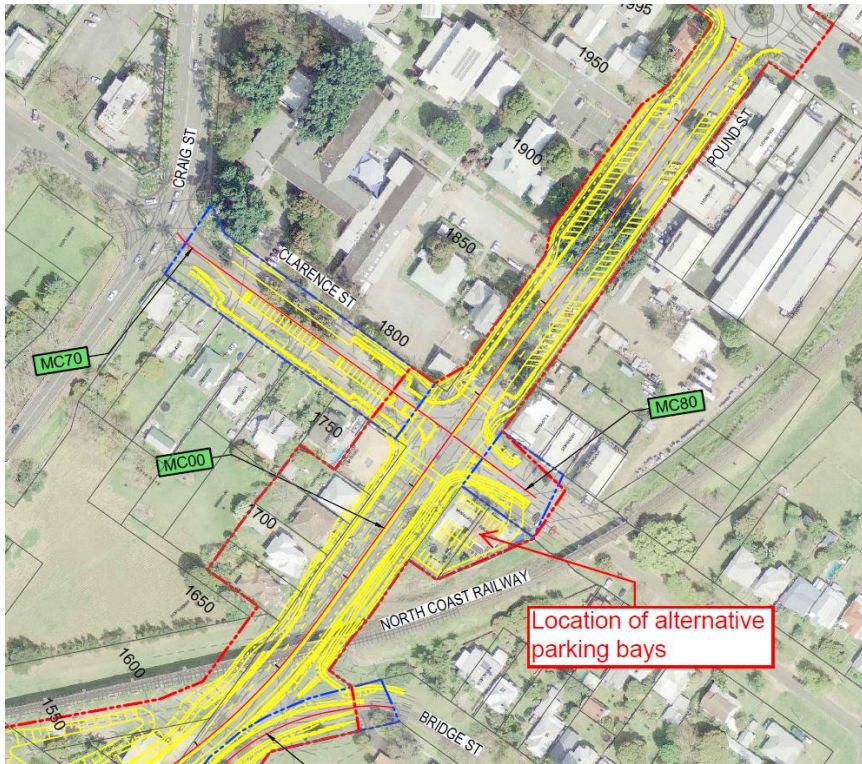 1995
1950
POUND ST
1900
CRAIG ST
1850
CLARENCE ST
1800
MC70
MC80
1750
MC00
1700
1650
NORTH COAST RAILWAY
Location of alternative
parking bays
1600
1550
BRIDGE ST